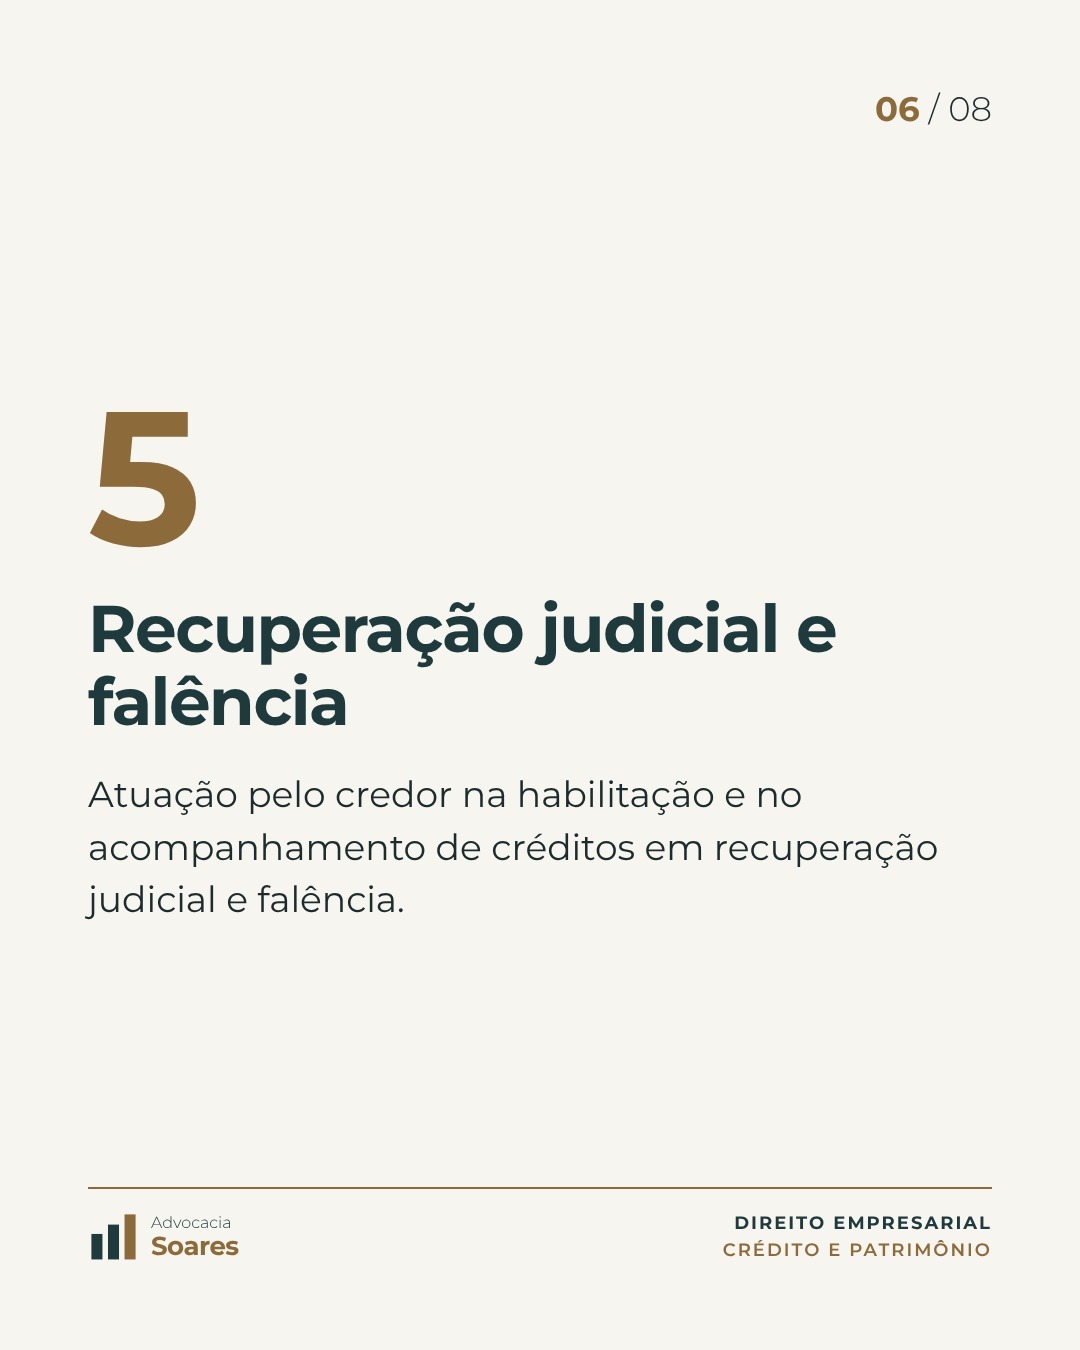 06 / 08
5
Recuperação judicial e
falência
Atuação pelo credor na habilitação e no
acompanhamento de créditos em recuperação
judicial e falência.
Advocacia
Soares
DIREITO EMPRESARIAL
CRÉDITO E PATRIMÔNIO